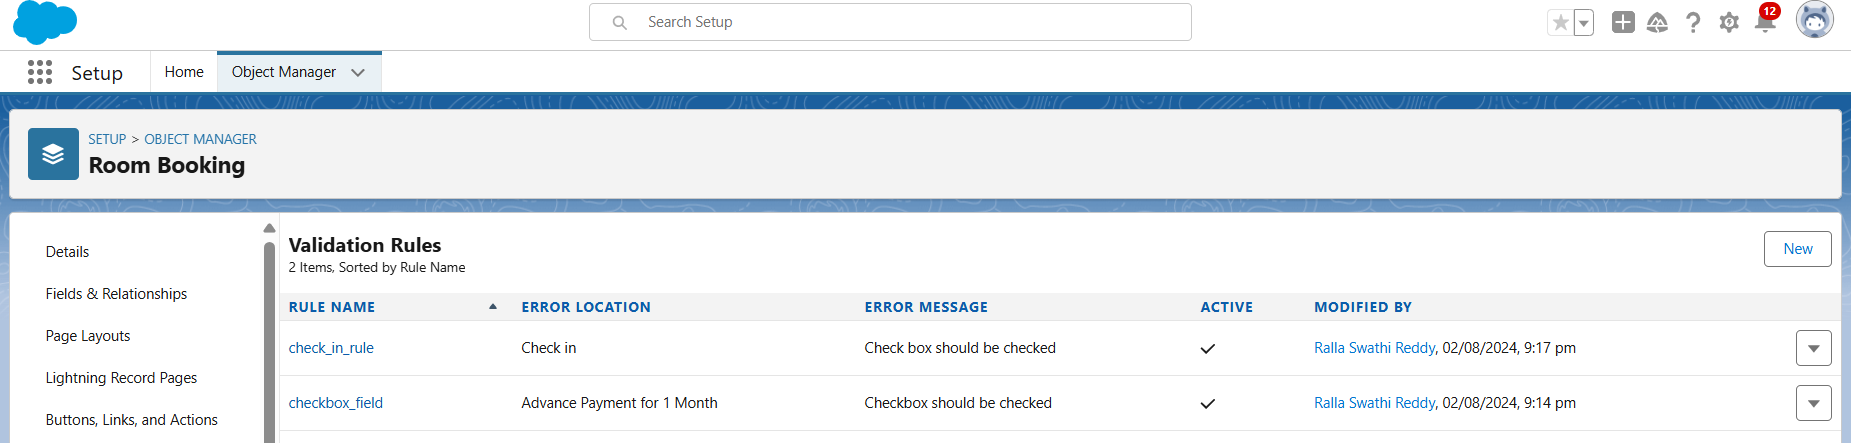 Search Setup
12
Setup Home Object Manager
SETUP > OBJECT MANAGER
Room Booking
Details
Fields & Relationships
Page Layouts
Lightning Record Pages
Buttons, Links, and Actions
Validation Rules
2 Items, Sorted by Rule Name
New
RULE NAME ERROR LOCATION ERROR MESSAGE ACTIVE MODIFIED BY
check_in_rule Check in Check box should be checked Ralla Swathi Reddy, 02/08/2024, 9:17 pm
checkbox_field Advance Payment for 1 Month Checkbox should be checked Ralla Swathi Reddy, 02/08/2024, 9:14 pm